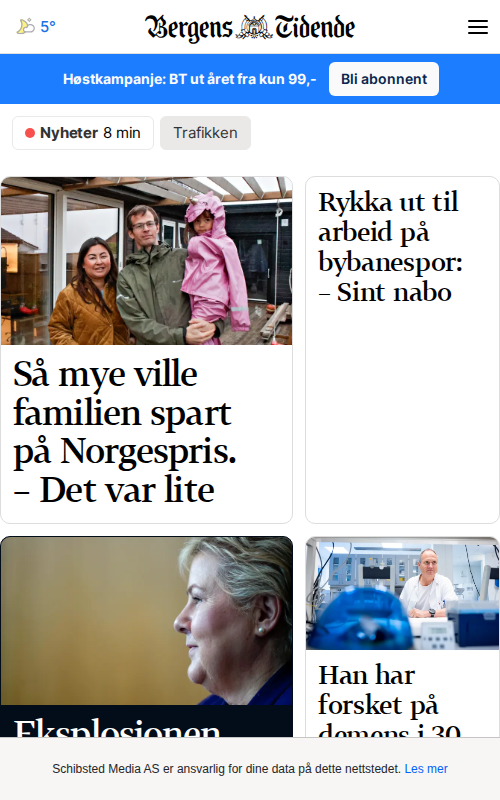 5°
Bergens Tidende
Høstkampanje: BT ut året fra kun 99,-
Bli abonnent
Nyheter 8 min
Trafikken
Så mye ville
familien spart
på Norgespris.
– Det var lite
Rykka ut til
arbeid på
bybanespor:
– Sint nabo
Eksplosjonen
Han har
forsket på
demens i 30
Schibsted Media AS er ansvarlig for dine data på dette nettstedet. Les mer